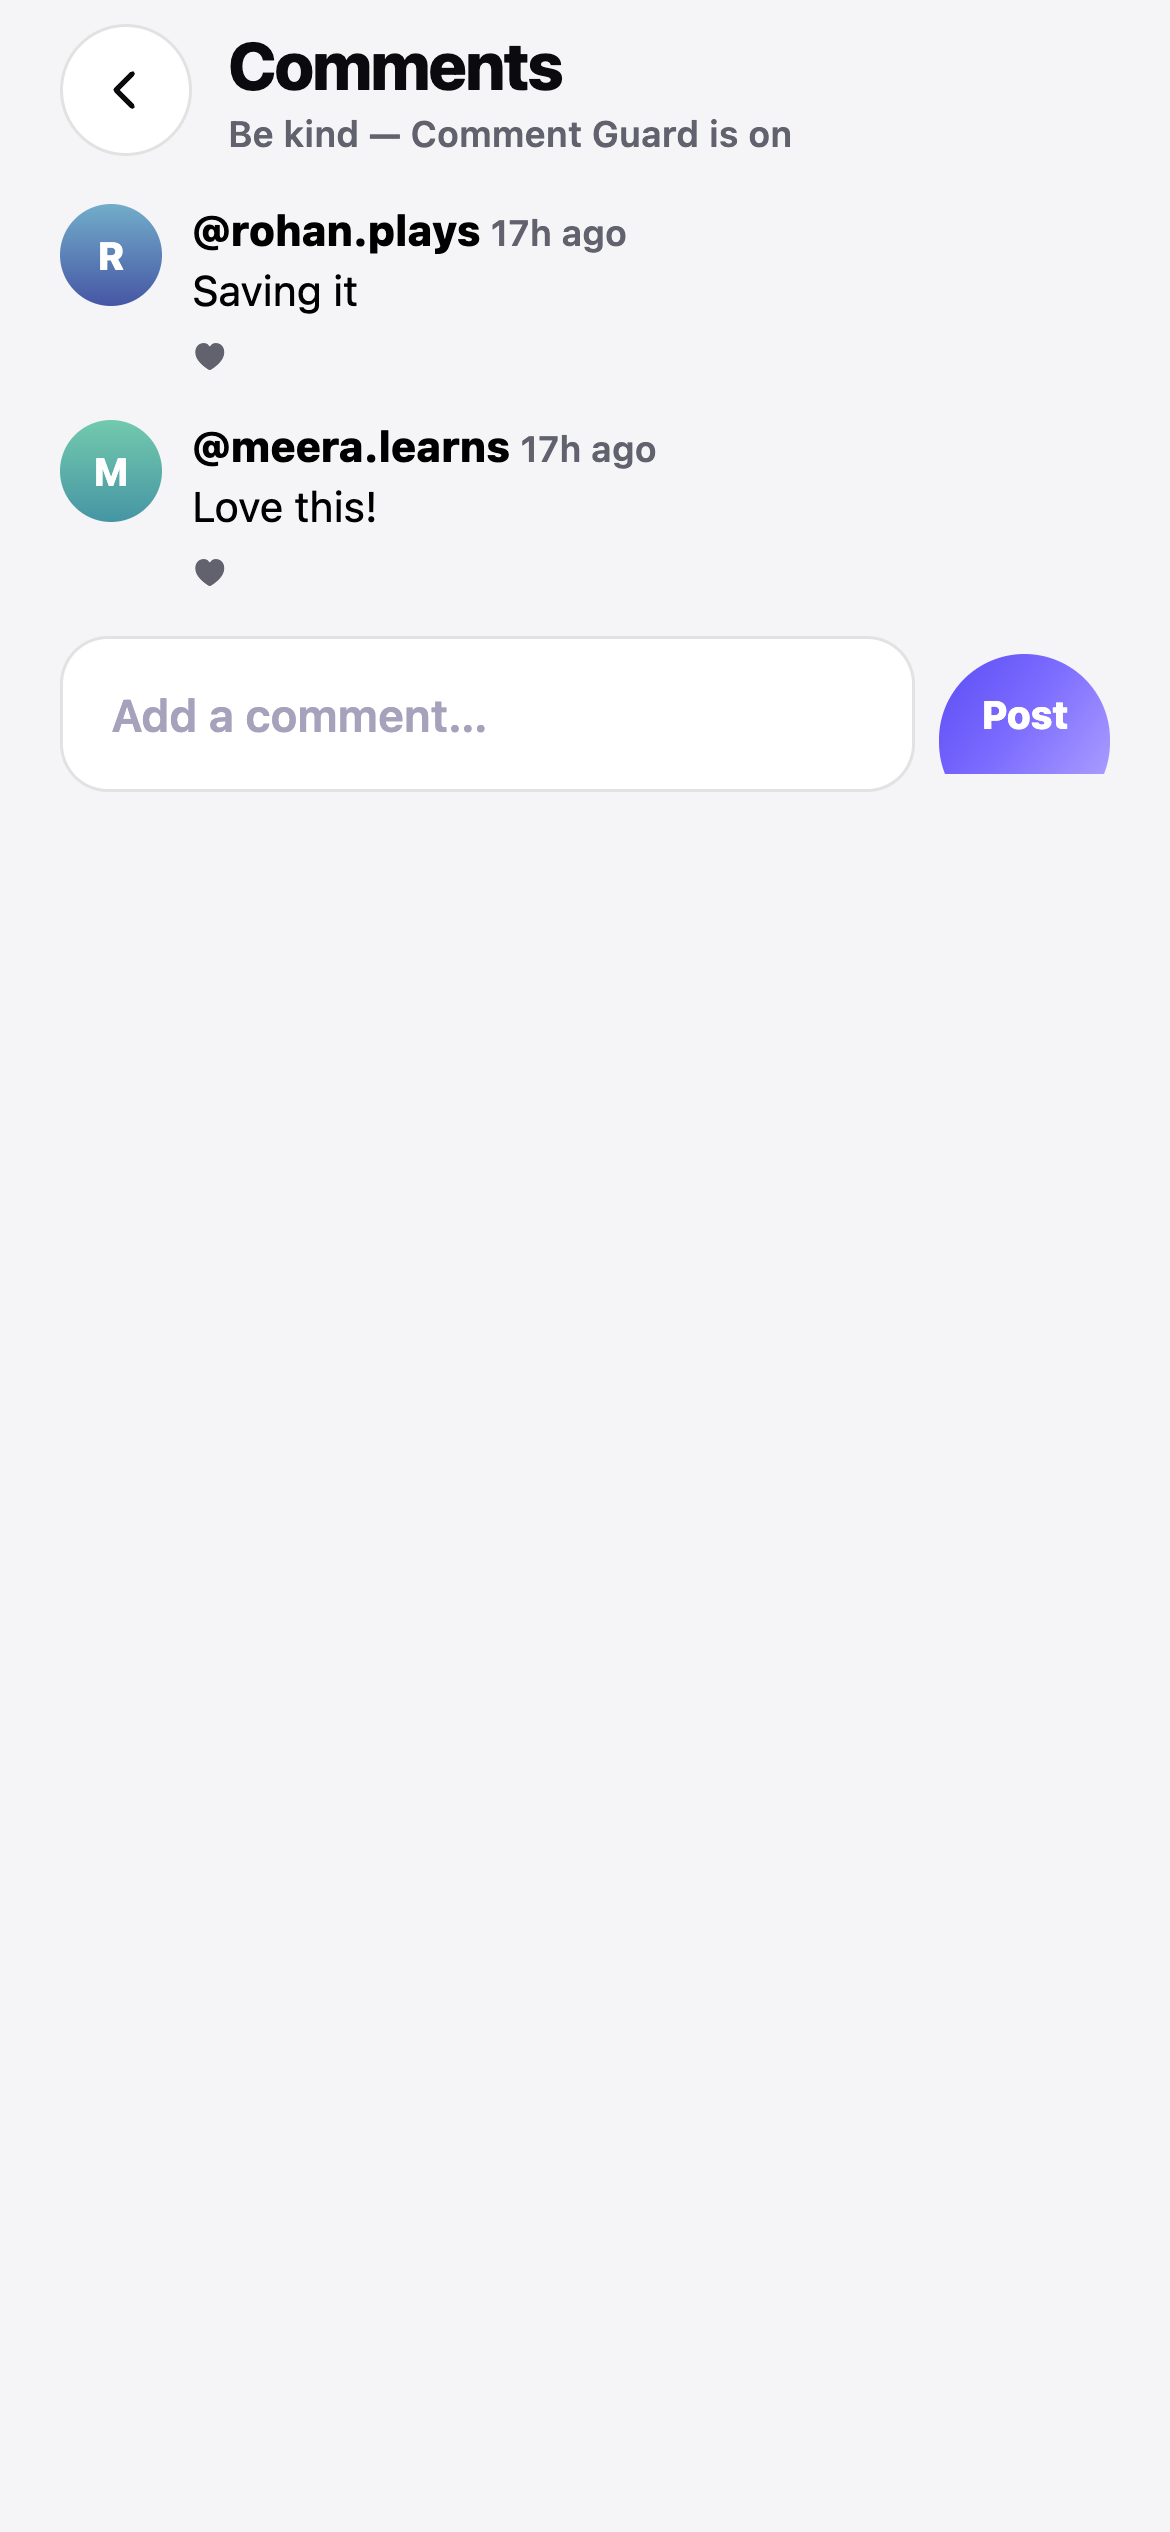 Comments
Be kind — Comment Guard is on
R
@rohan.plays 17h ago
Saving it
M
@meera.learns 17h ago
Love this!
Add a comment...
Post